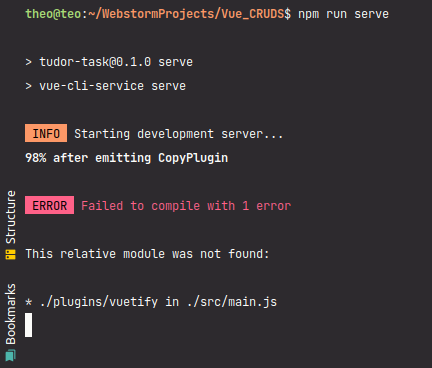 theo@teo:~/WebstormProjects/Vue_CRUDS$ npm run serve
> tudor-task@0.1.0 serve
> vue-cli-service serve
INFO Starting development server...
98% after emitting CopyPlugin
ERROR Failed to compile with 1 error
This relative module was not found:
* ./plugins/vuetify in ./src/main.js
Structure
Bookmarks